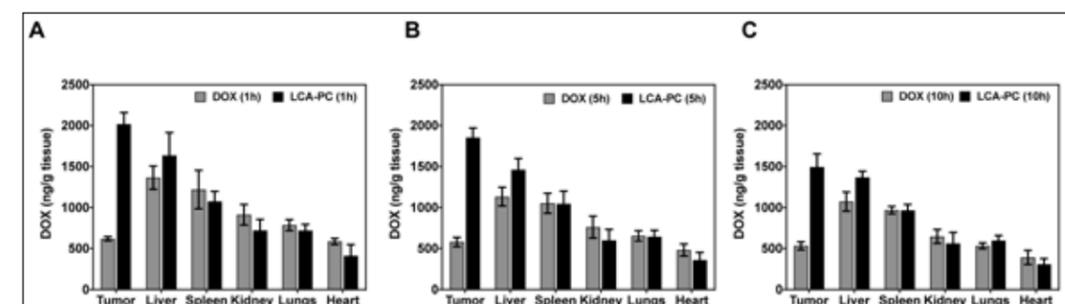 A
B
C
DOX (ng/g tissue)
2500
2000
1500
1000
500
0
DOX (1h) LCA-PC (1h)
Tumor Liver Spleen Kidney Lungs Heart
DOX (ng/g tissue)
2500
2000
1500
1000
500
0
DOX (5h) LCA-PC (5h)
Tumor Liver Spleen Kidney Lungs Heart
DOX (ng/g tissue)
2500
2000
1500
1000
500
0
DOX (10h) LCA-PC (10h)
Tumor Liver Spleen Kidney Lungs Heart